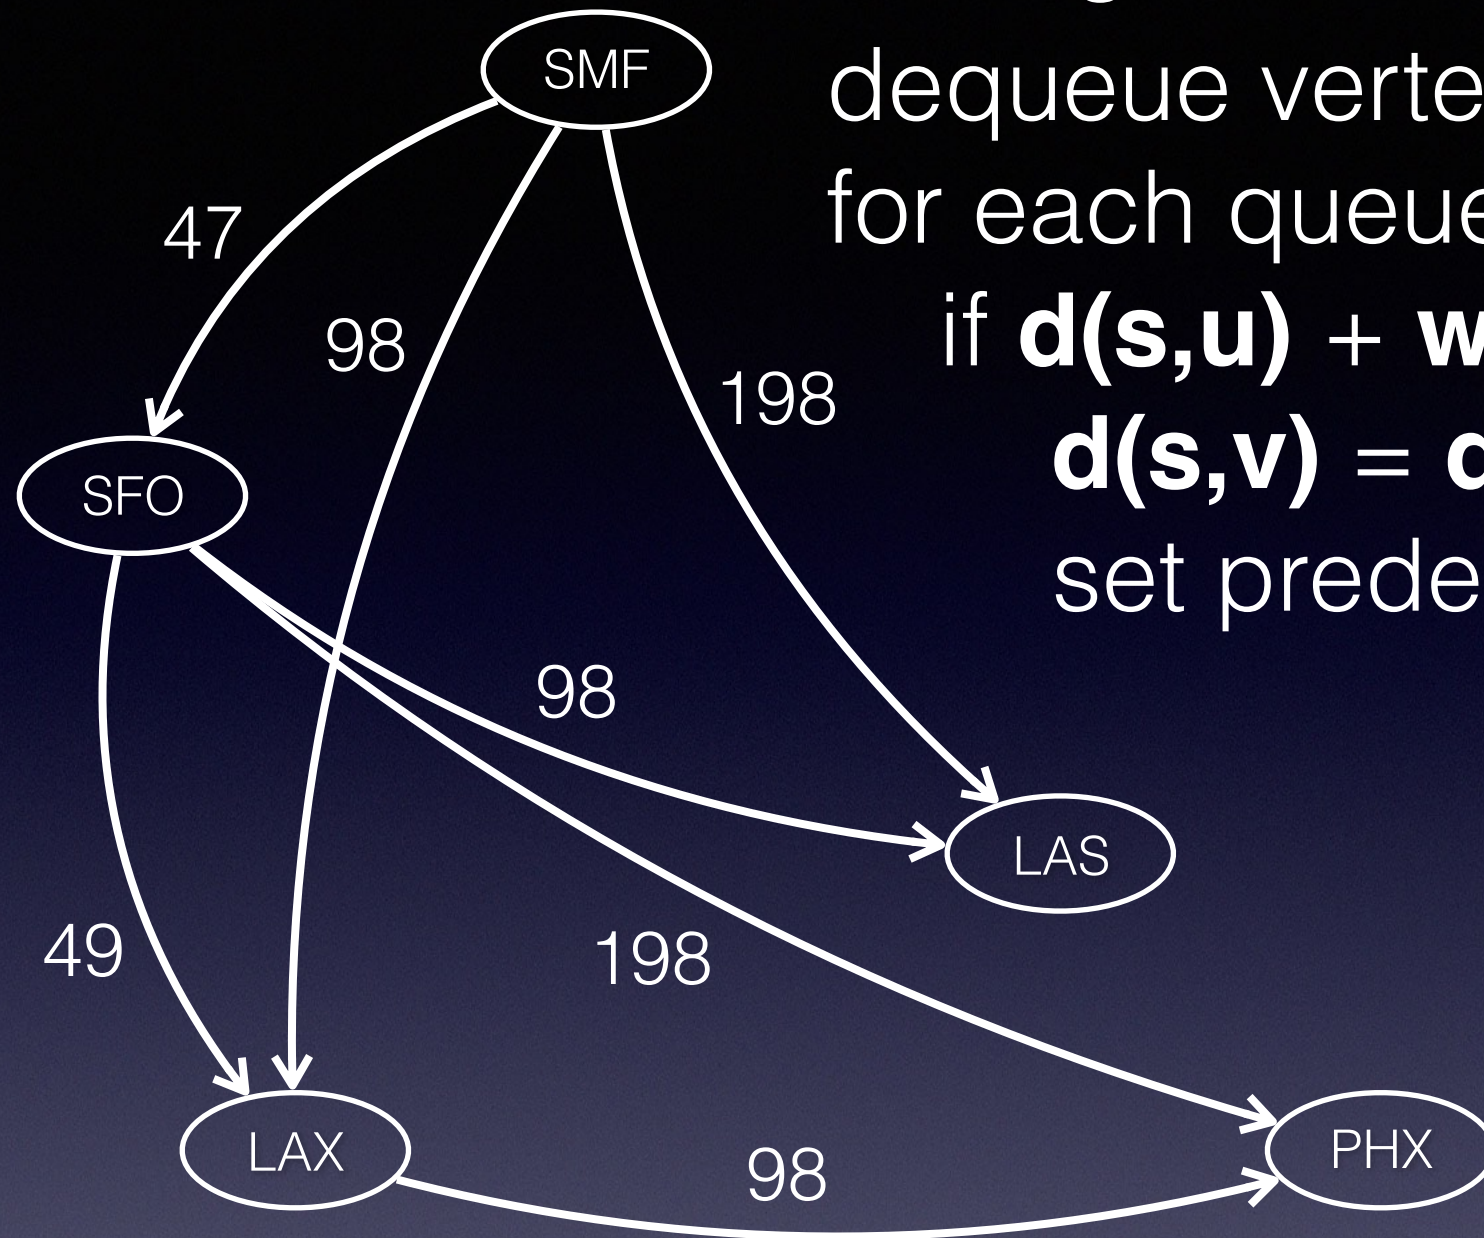 SMF
dequeue verte
for each queue
47
if d(s,u) + w
98
198
d(s,v) =
SFO
set prede
98
LAS
49
198
LAX
98
PHX